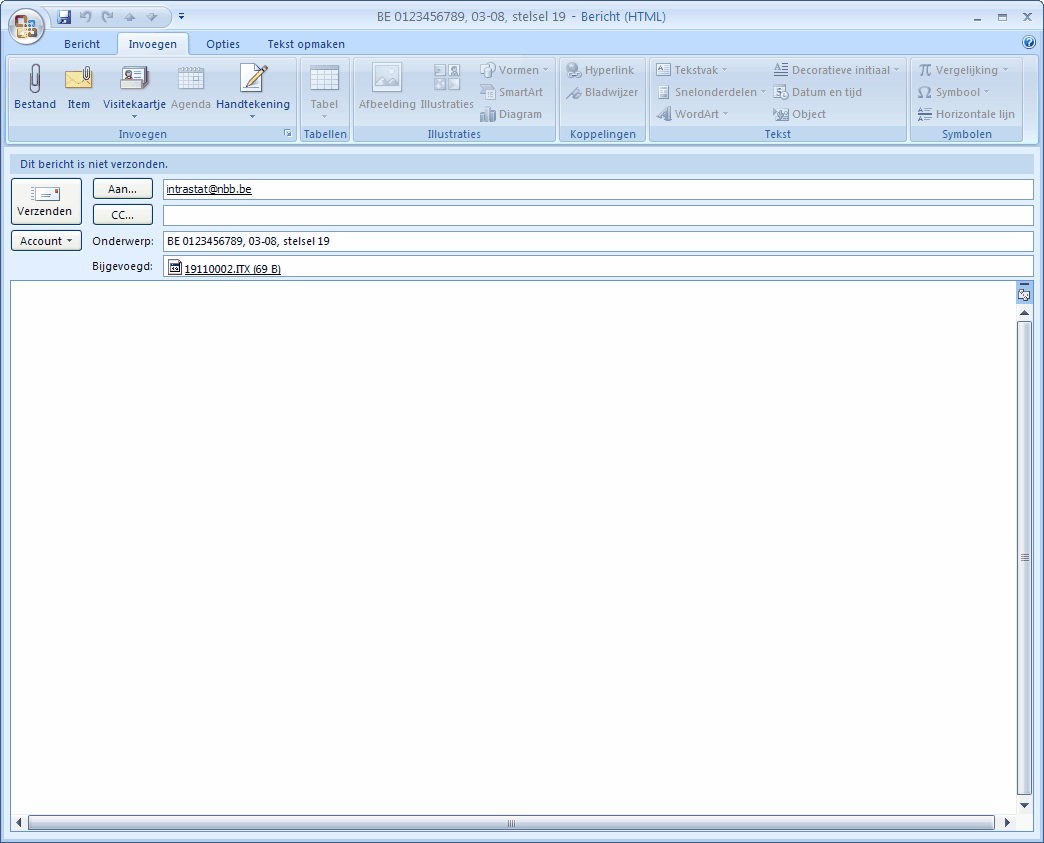 BE 0123456789, 03-08, stelsel 19 - Bericht (HTML)
Bericht Invoegen Opties Tekst opmaken
Bestand Item Visitekaartje Agenda Handtekening
Invoegen
Tabel
Tabellen
Afbeelding Illustraties Vormen SmartArt Diagram
Illustraties
Hyperlink
Bladwijzer
Koppelingen
Tekstvak Decoratieve initiaal
Snelonderdelen Datum en tijd
WordArt Object
Tekst
Vergelijking
Symbool
Horizontale lijn
Symbolen
Dit bericht is niet verzonden.
Verzenden
Aan... intrastat@nbb.be
CC...
Account Onderwerp: BE 0123456789, 03-08, stelsel 19
Bijgevoegd: 19110002.ITX (69 B)